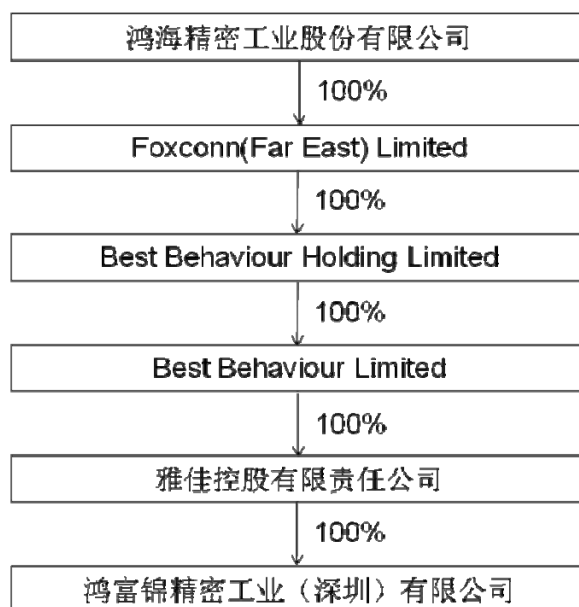 鸿海精密工业股份有限公司
100%
Foxconn(Far East) Limited
100%
Best Behaviour Holding Limited
100%
Best Behaviour Limited
100%
雅佳控股有限责任公司
100%
鸿富锦精密工业（深圳）有限公司